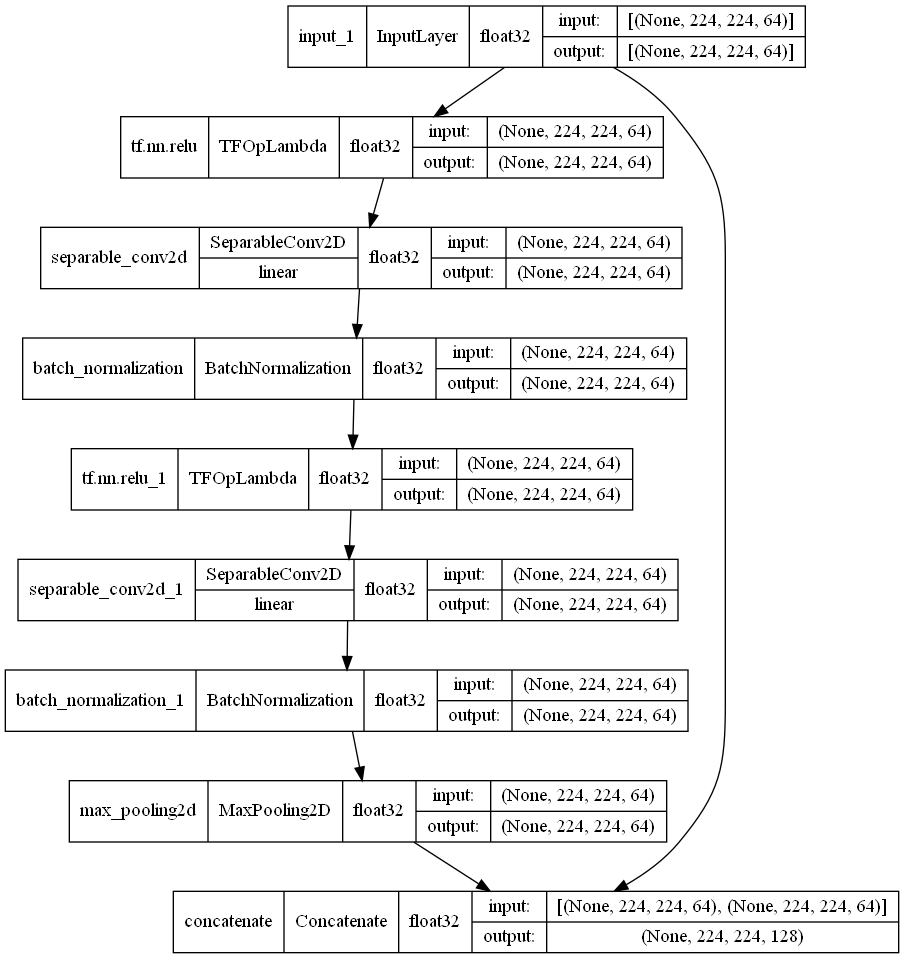 input_1 InputLayer float32 input: [(None, 224, 224, 64)]
output: [(None, 224, 224, 64)]
tf.nn.relu TFOpLambda float32 input: (None, 224, 224, 64)
output: (None, 224, 224, 64)
separable_conv2d SeparableConv2D float32 input: (None, 224, 224, 64)
linear output: (None, 224, 224, 64)
batch_normalization BatchNormalization float32 input: (None, 224, 224, 64)
output: (None, 224, 224, 64)
tf.nn.relu_1 TFOpLambda float32 input: (None, 224, 224, 64)
output: (None, 224, 224, 64)
separable_conv2d_1 SeparableConv2D float32 input: (None, 224, 224, 64)
linear output: (None, 224, 224, 64)
batch_normalization_1 BatchNormalization float32 input: (None, 224, 224, 64)
output: (None, 224, 224, 64)
max_pooling2d MaxPooling2D float32 input: (None, 224, 224, 64)
output: (None, 224, 224, 64)
concatenate Concatenate float32 input: [(None, 224, 224, 64), (None, 224, 224, 64)]
output: (None, 224, 224, 128)